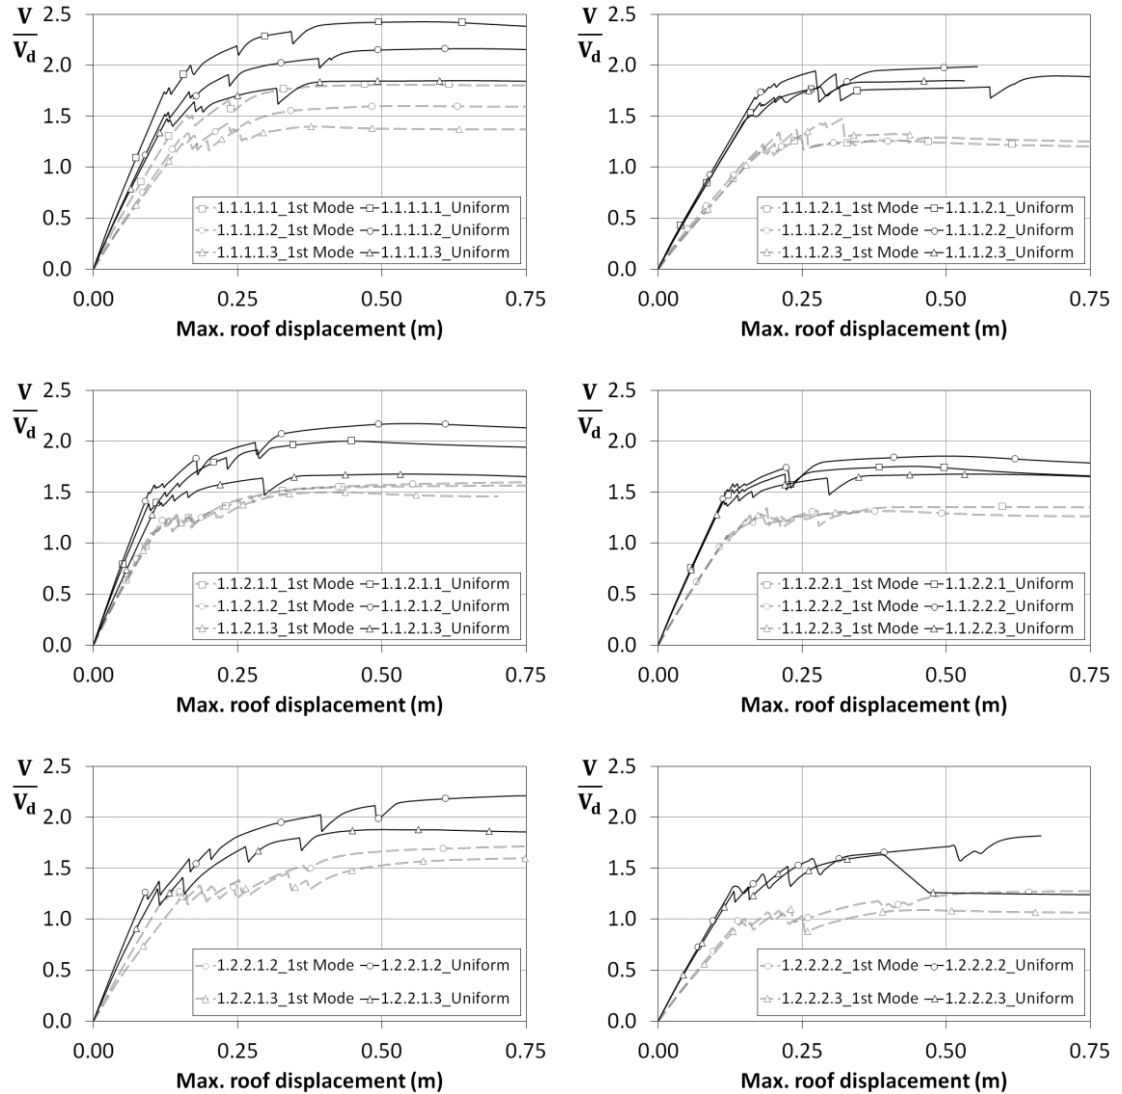 V/Vd
2.5
2.0
1.5
1.0
0.5
0.0
1.1.1.1.1_1st Mode 1.1.1.1.1_Uniform
1.1.1.1.2_1st Mode 1.1.1.1.2_Uniform
1.1.1.1.3_1st Mode 1.1.1.1.3_Uniform
0.00 0.25 0.50 0.75
Max. roof displacement (m)
V/Vd
2.5
2.0
1.5
1.0
0.5
0.0
1.1.1.2.1_1st Mode 1.1.1.2.1_Uniform
1.1.1.2.2_1st Mode 1.1.1.2.2_Uniform
1.1.1.2.3_1st Mode 1.1.1.2.3_Uniform
0.00 0.25 0.50 0.75
Max. roof displacement (m)
V/Vd
2.5
2.0
1.5
1.0
0.5
0.0
1.1.2.1.1_1st Mode 1.1.2.1.1_Uniform
1.1.2.1.2_1st Mode 1.1.2.1.2_Uniform
1.1.2.1.3_1st Mode 1.1.2.1.3_Uniform
0.00 0.25 0.50 0.75
Max. roof displacement (m)
V/Vd
2.5
2.0
1.5
1.0
0.5
0.0
1.1.2.2.1_1st Mode 1.1.2.2.1_Uniform
1.1.2.2.2_1st Mode 1.1.2.2.2_Uniform
1.1.2.2.3_1st Mode 1.1.2.2.3_Uniform
0.00 0.25 0.50 0.75
Max. roof displacement (m)
V/Vd
2.5
2.0
1.5
1.0
0.5
0.0
1.2.2.1.2_1st Mode 1.2.2.1.2_Uniform
1.2.2.1.3_1st Mode 1.2.2.1.3_Uniform
0.00 0.25 0.50 0.75
Max. roof displacement (m)
V/Vd
2.5
2.0
1.5
1.0
0.5
0.0
1.2.2.2.2_1st Mode 1.2.2.2.2_Uniform
1.2.2.2.3_1st Mode 1.2.2.2.3_Uniform
0.00 0.25 0.50 0.75
Max. roof displacement (m)